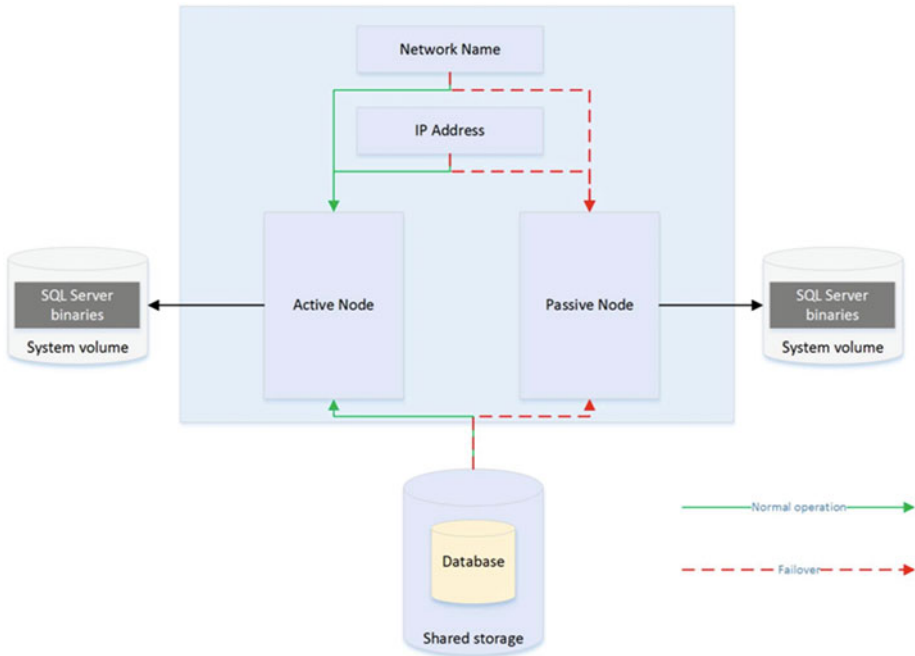 Network Name
IP Address
Active Node
Passive Node
SQL Server
binaries
System volume
SQL Server
binaries
System volume
Database
Shared storage
Normal operation
Failover